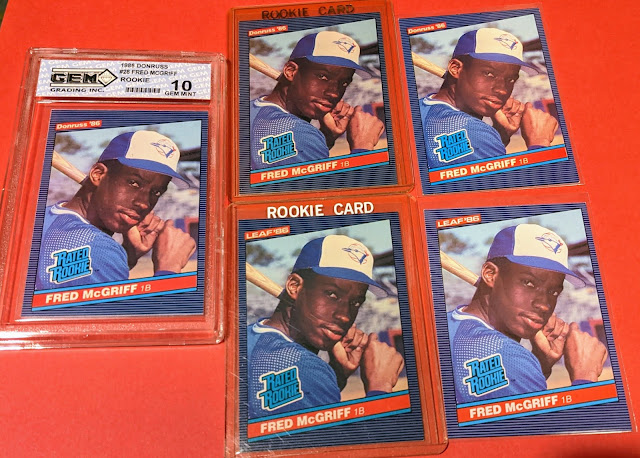 1986 DONRUSS
#28 FRED McGRIFF
ROOKIE
GEM
GRADING INC.
10
GEM MINT
Donruss '86
RATED
ROOKIE
FRED McGRIFF 1B
ROOKIE CARD
Donruss '86
RATED
ROOKIE
FRED McGRIFF 1B
Donruss '86
RATED
ROOKIE
FRED McGRIFF 1B
ROOKIE CARD
LEAF '86
RATED
ROOKIE
FRED McGRIFF 1B
LEAF '86
RATED
ROOKIE
FRED McGRIFF 1B